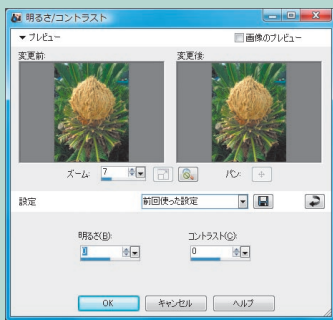 明るさ/コントラスト
▼ プレビュー 画像のプレビュー
変更前: 変更後:
ズーム: 7 パン:
設定 前回使った設定
明るさ(B): コントラスト(C):
0 0
OK キャンセル ヘルプ